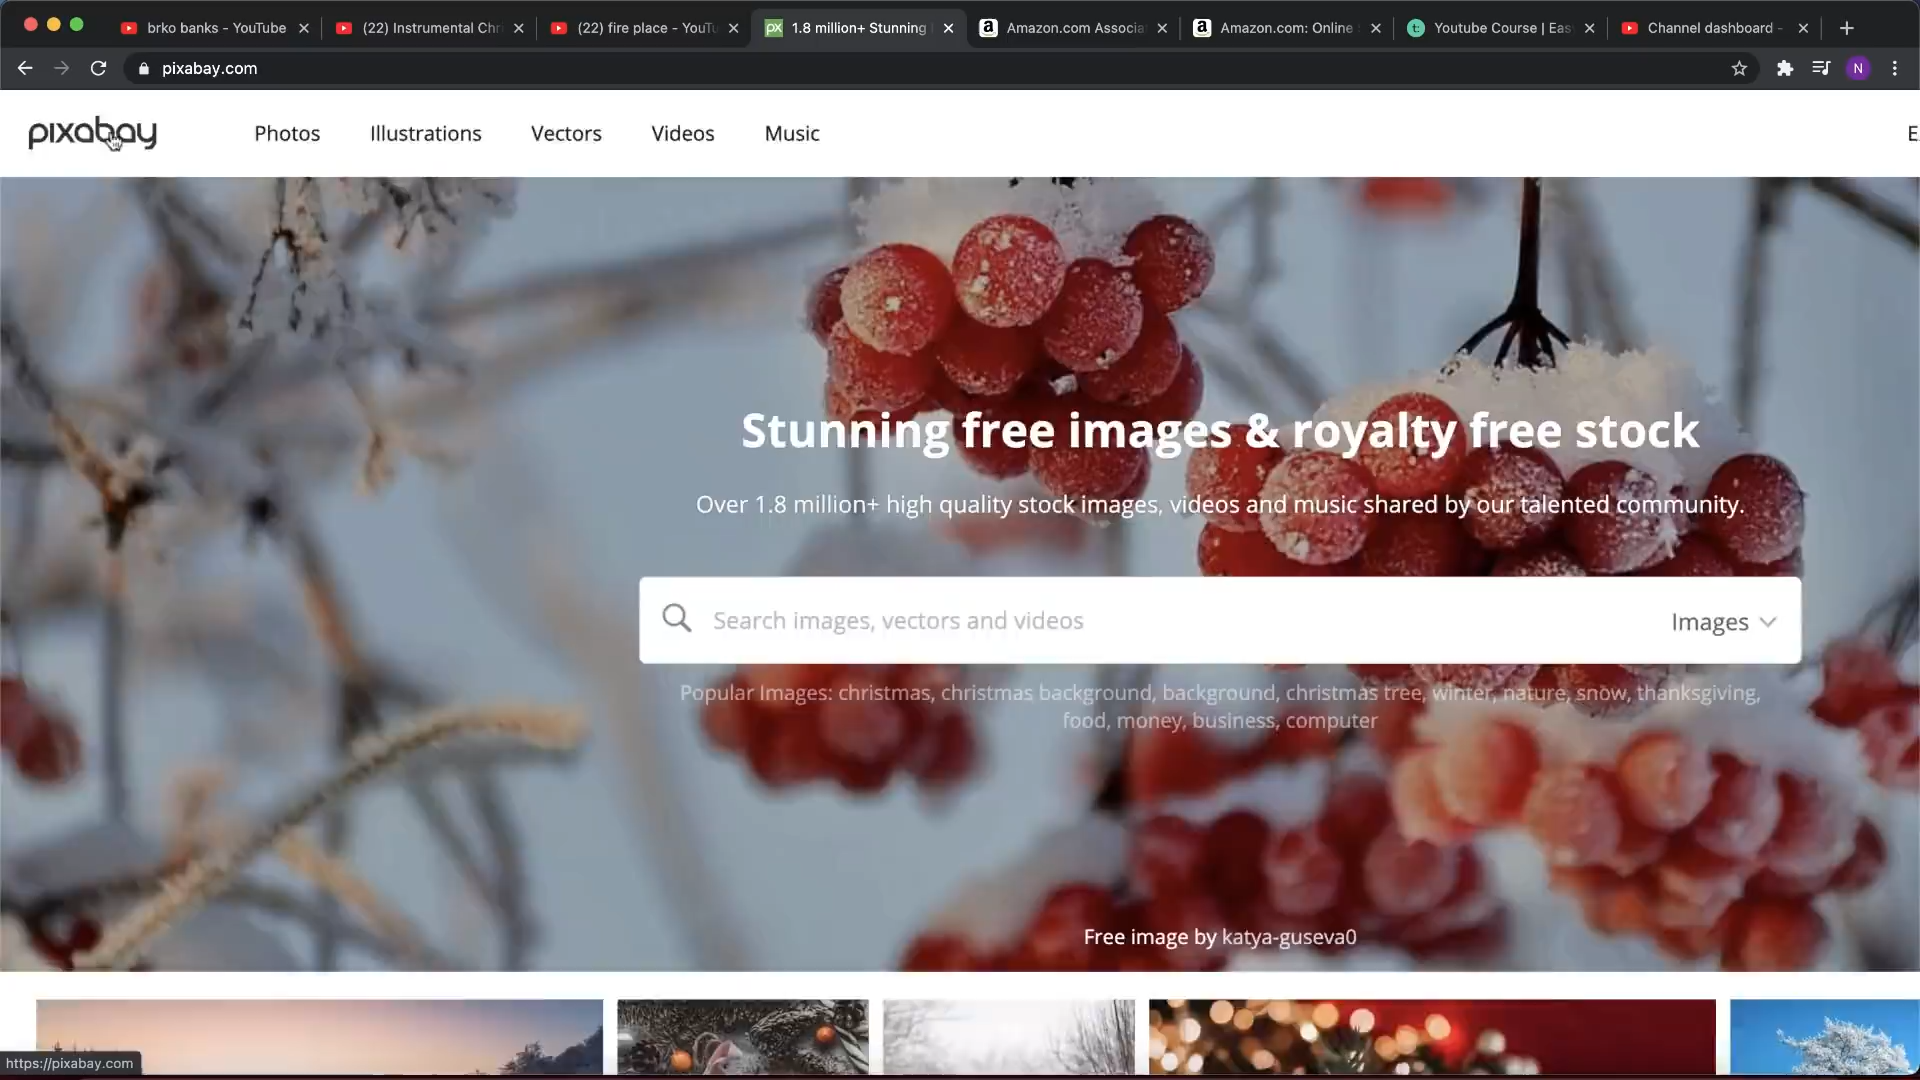 brko banks - YouTube
(22) Instrumental Chri
(22) fire place - YouTu
px
1.8 million+ Stunning
a
Amazon.com Associa
a
Amazon.com: Online
t
Youtube Course | Eas
Channel dashboard -
pixabay.com
N
pixabay
Photos
Illustrations
Vectors
Videos
Music
E
Stunning free images & royalty free stock
Over 1.8 million+ high quality stock images, videos and music shared by our talented community.
Search images, vectors and videos
Images
Popular Images: christmas, christmas background, background, christmas tree, winter, nature, snow, thanksgiving,
food, money, business, computer
Free image by katya-guseva0
https://pixabay.com